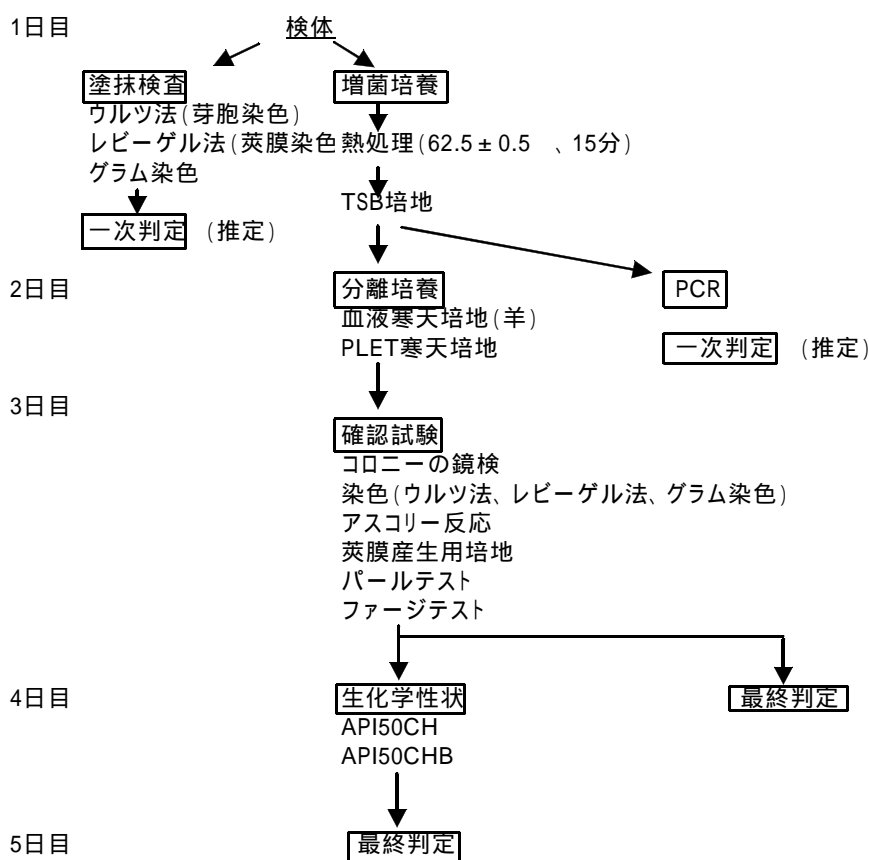 1日目
検体
塗抹検査
増菌培養
ウルツ法(芽胞染色)
レビーゲル法(莢膜染色 熱処理(62.5±0.5 、15分)
グラム染色
TSB培地
一次判定 (推定)
2日目
分離培養
PCR
血液寒天培地(羊)
PLET寒天培地
一次判定 (推定)
3日目
確認試験
コロニーの鏡検
染色(ウルツ法、レビーゲル法、グラム染色)
アスコリー反応
莢膜産生用培地
パールテスト
ファージテスト
4日目
生化学性状
最終判定
API50CH
API50CHB
5日目
最終判定